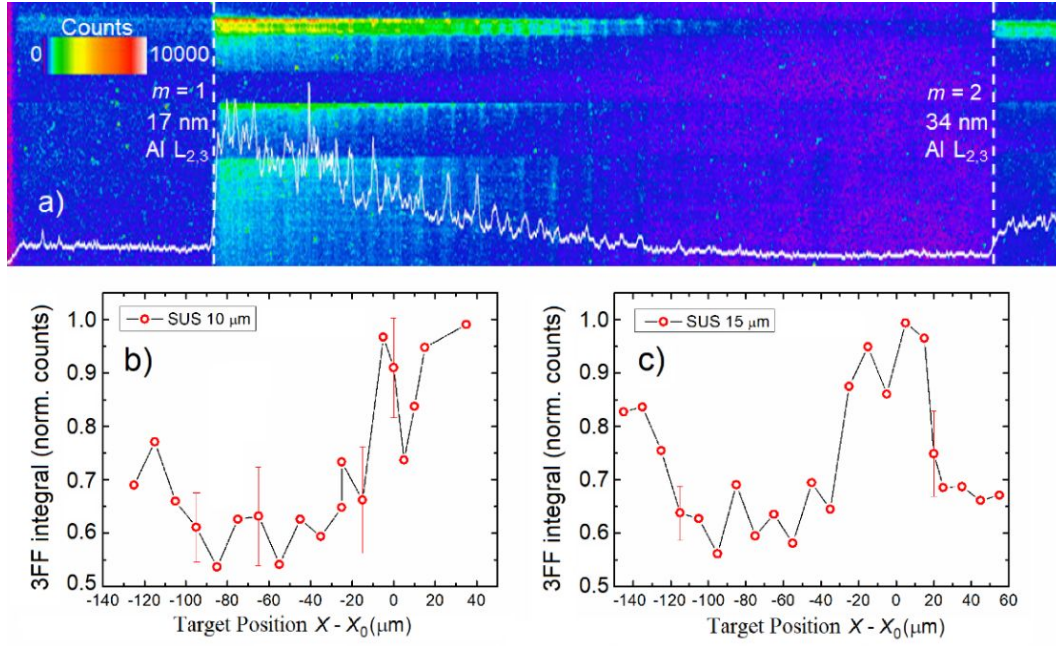 Counts
0 10000
m = 1
17 nm
Al L2,3
m = 2
34 nm
Al L2,3
a)
b)
SUS 10 μm
3FF integral (norm. counts)
1.0
0.9
0.8
0.7
0.6
0.5
-140 -120 -100 -80 -60 -40 -20 0 20 40
Target Position X - X0(μm)
c)
SUS 15 μm
3FF integral (norm. counts)
1.0
0.9
0.8
0.7
0.6
0.5
-140 -120 -100 -80 -60 -40 -20 0 20 40 60
Target Position X - X0(μm)